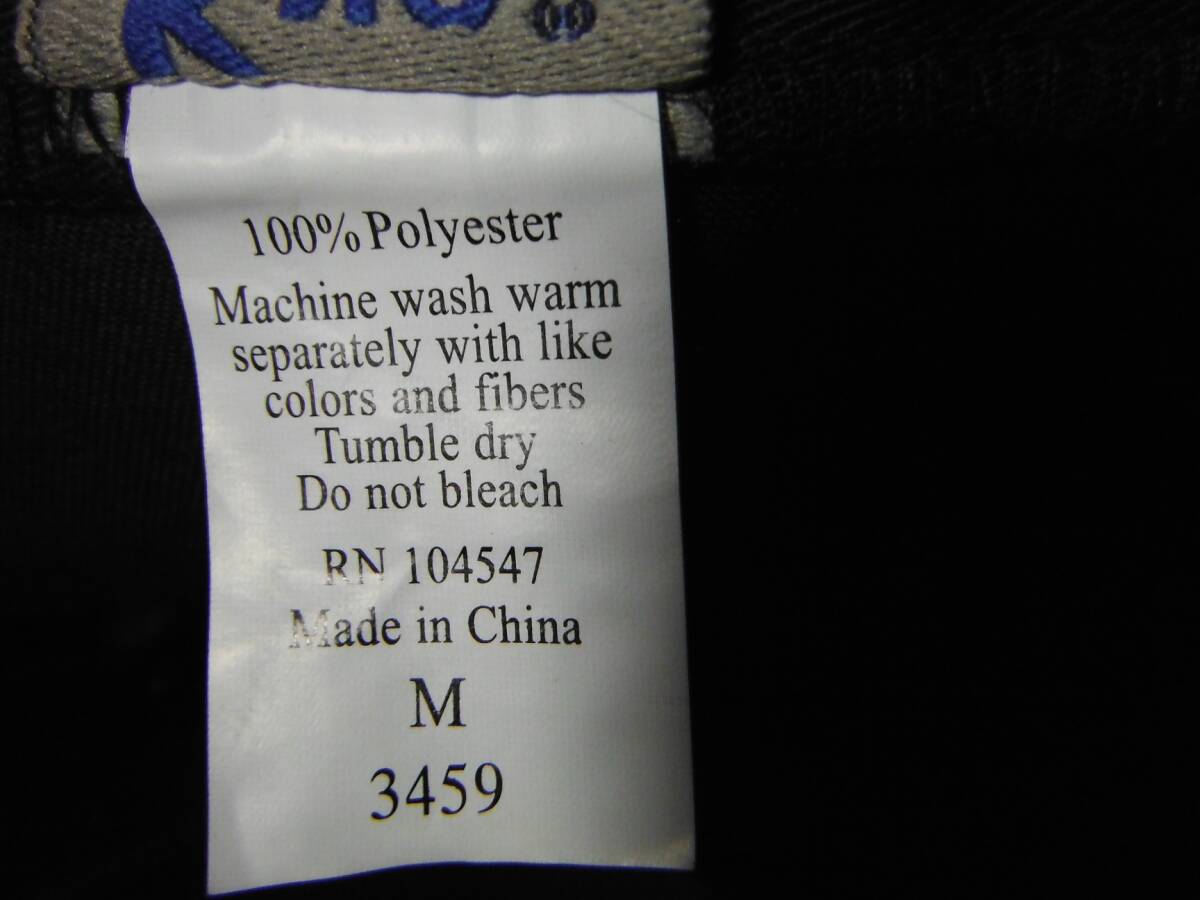 100% Polyester
Machine wash warm
separately with like
colors and fibers
Tumble dry
Do not bleach
RN 104547
Made in China
M
3459